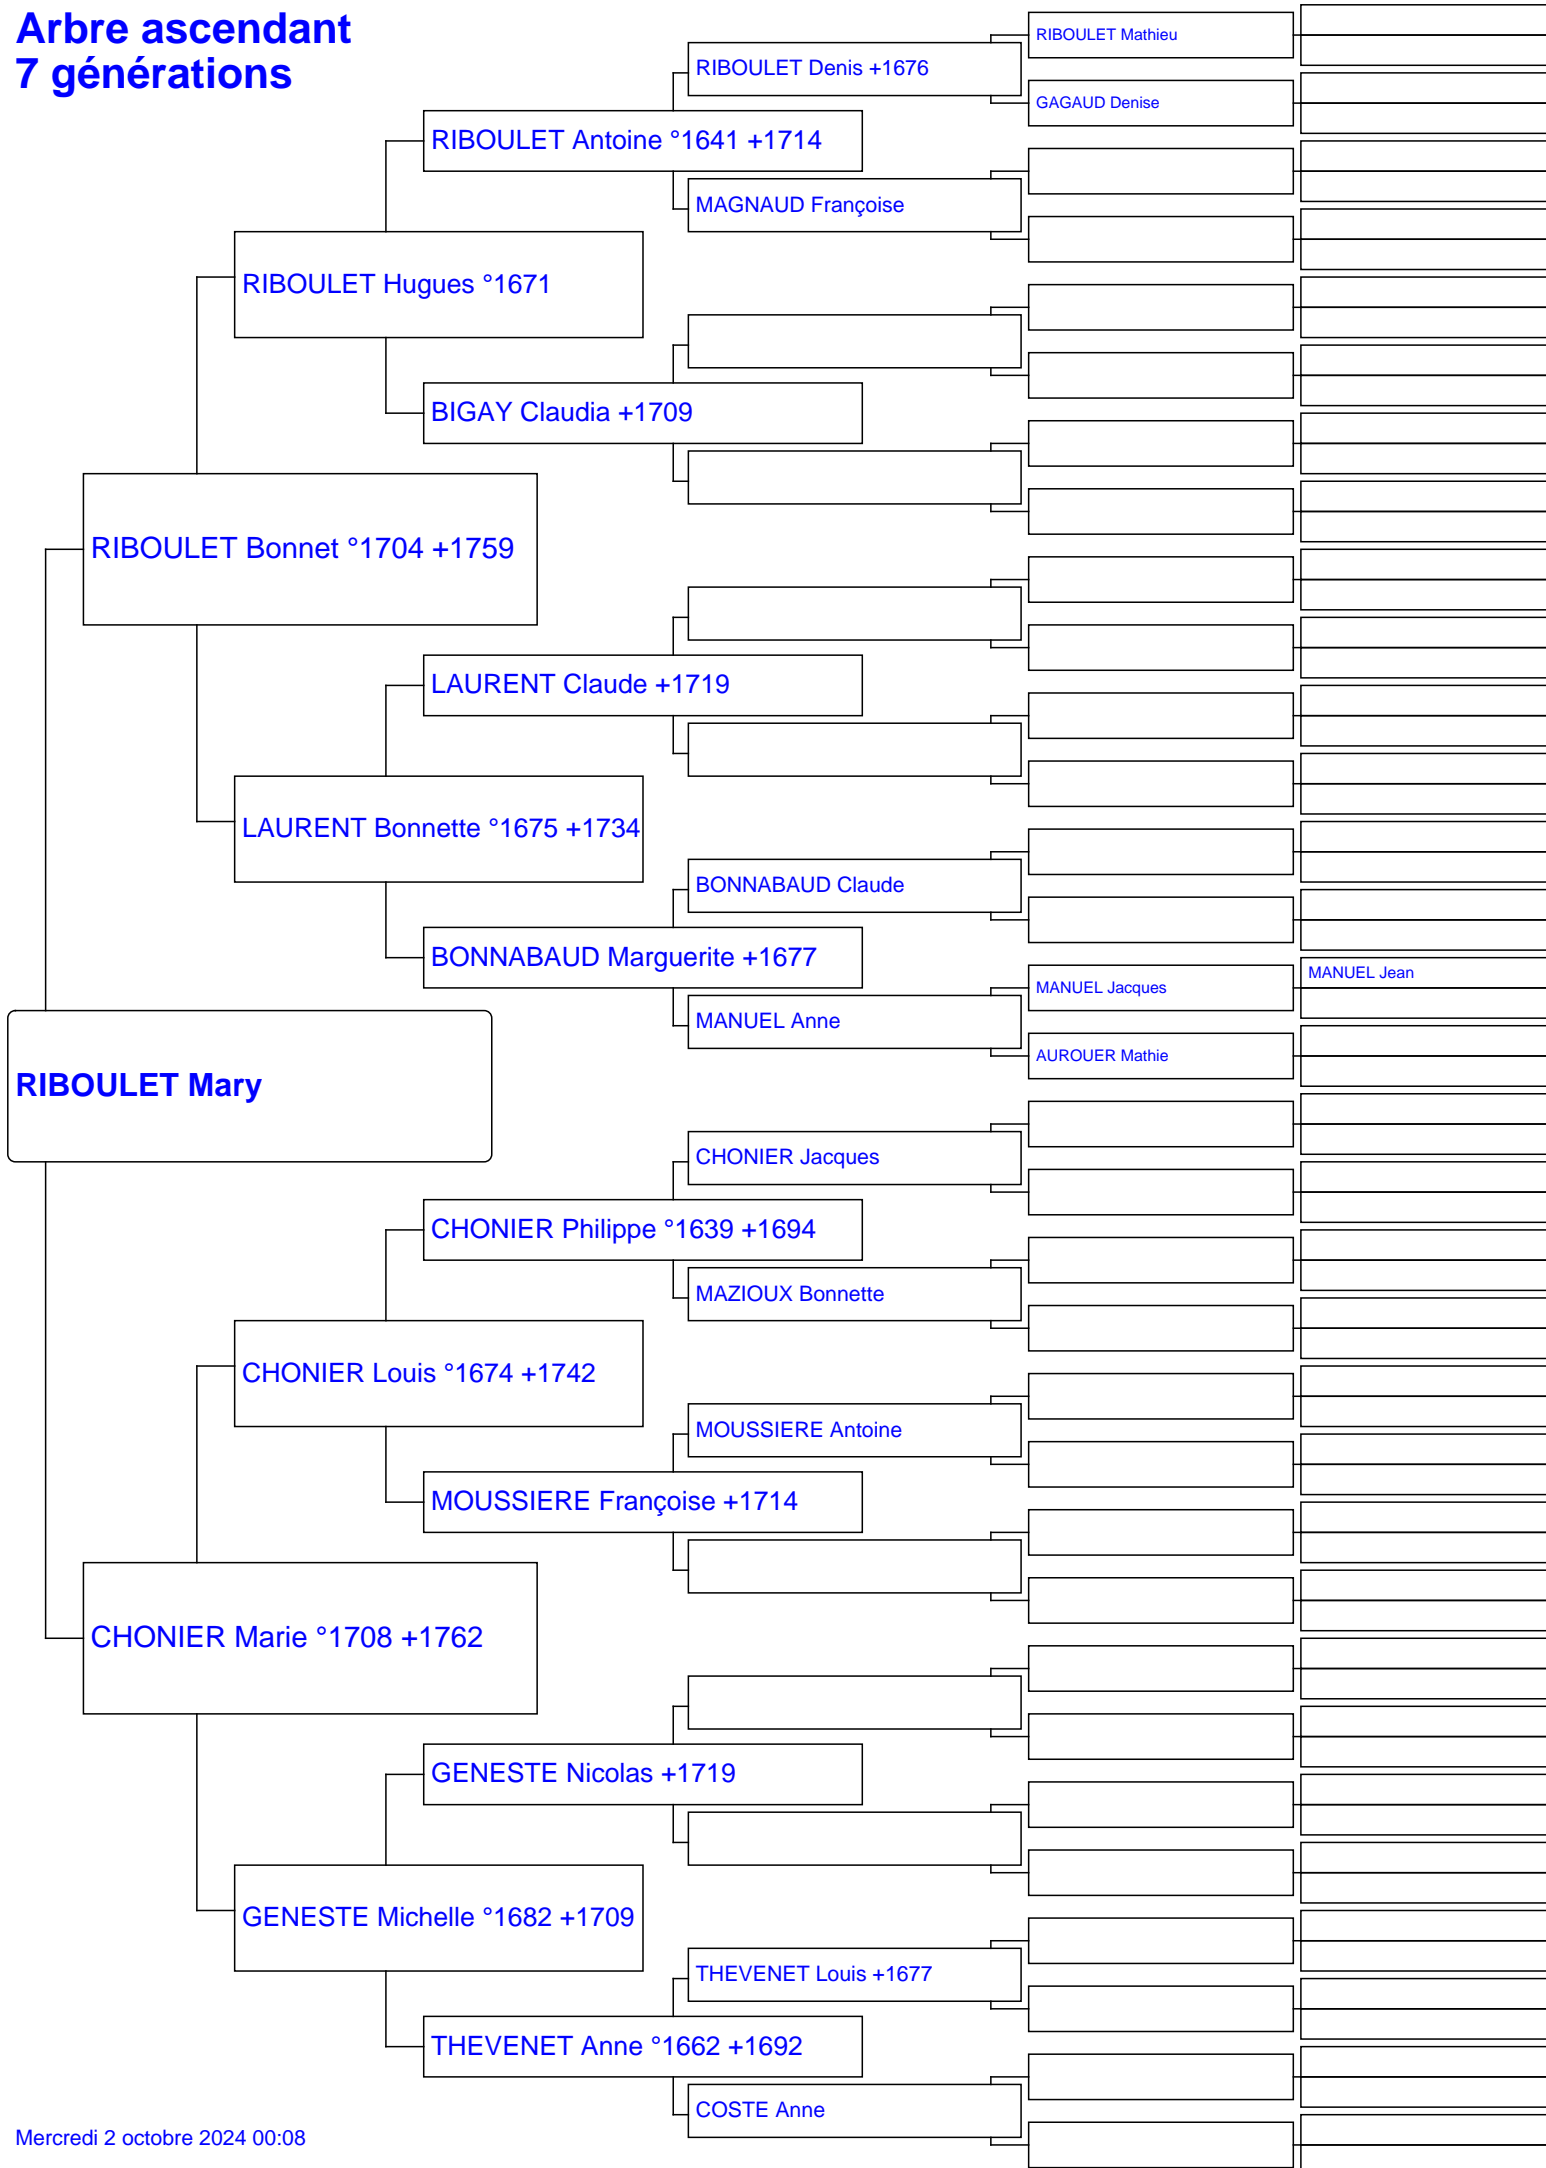 Arbre ascendant
7 générations
RIBOULET Mathieu
RIBOULET Denis +1676
GAGAUD Denise
RIBOULET Antoine °1641 +1714
MAGNAUD Françoise
RIBOULET Hugues °1671
BIGAY Claudia +1709
RIBOULET Bonnet °1704 +1759
LAURENT Claude +1719
LAURENT Bonnette °1675 +1734
BONNABAUD Claude
BONNABAUD Marguerite +1677
MANUEL Jean
MANUEL Jacques
MANUEL Anne
AUROUER Mathie
RIBOULET Mary
CHONIER Jacques
CHONIER Philippe °1639 +1694
MAZIOUX Bonnette
CHONIER Louis °1674 +1742
MOUSSIERE Antoine
MOUSSIERE Françoise +1714
CHONIER Marie °1708 +1762
GENESTE Nicolas +1719
GENESTE Michelle °1682 +1709
THEVENET Louis +1677
THEVENET Anne °1662 +1692
COSTE Anne
Mercredi 2 octobre 2024 00:08